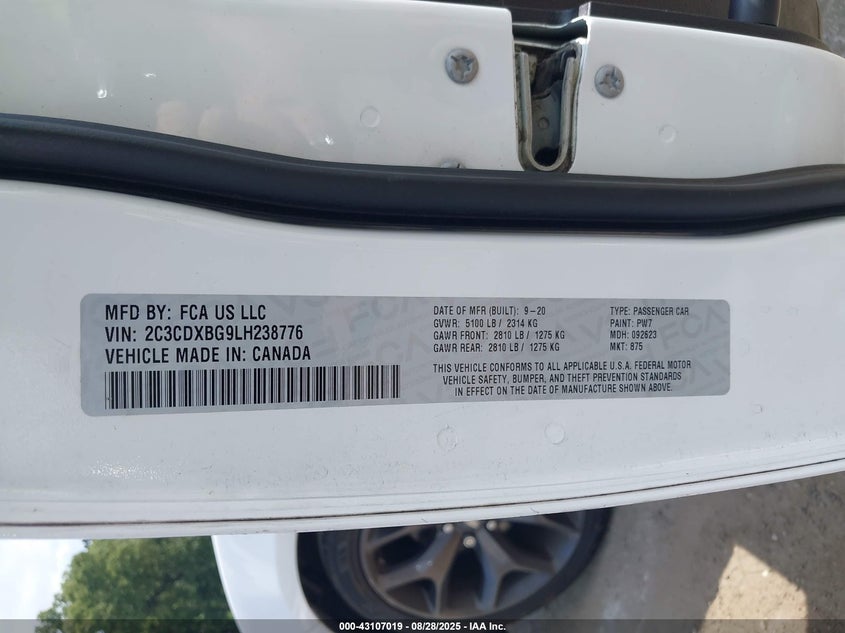 MFD BY: FCA US LLC
VIN: 2C3CDXBG9LH238776
VEHICLE MADE IN: CANADA
DATE OF MFR (BUILT): 9-20
GVWR: 5100 LB / 2314 KG
GAWR FRONT: 2810 LB / 1275 KG
GAWR REAR: 2810 LB / 1275 KG
TYPE: PASSENGER CAR
PAINT: PW7
MDH: 092623
MKT: 875
THIS VEHICLE CONFORMS TO ALL APPLICABLE U.S.A. FEDERAL MOTOR
VEHICLE SAFETY, BUMPER, AND THEFT PREVENTION STANDARDS
IN EFFECT ON THE DATE OF MANUFACTURE SHOWN ABOVE.
000-43107019 - 08/28/2025 - IAA Inc.